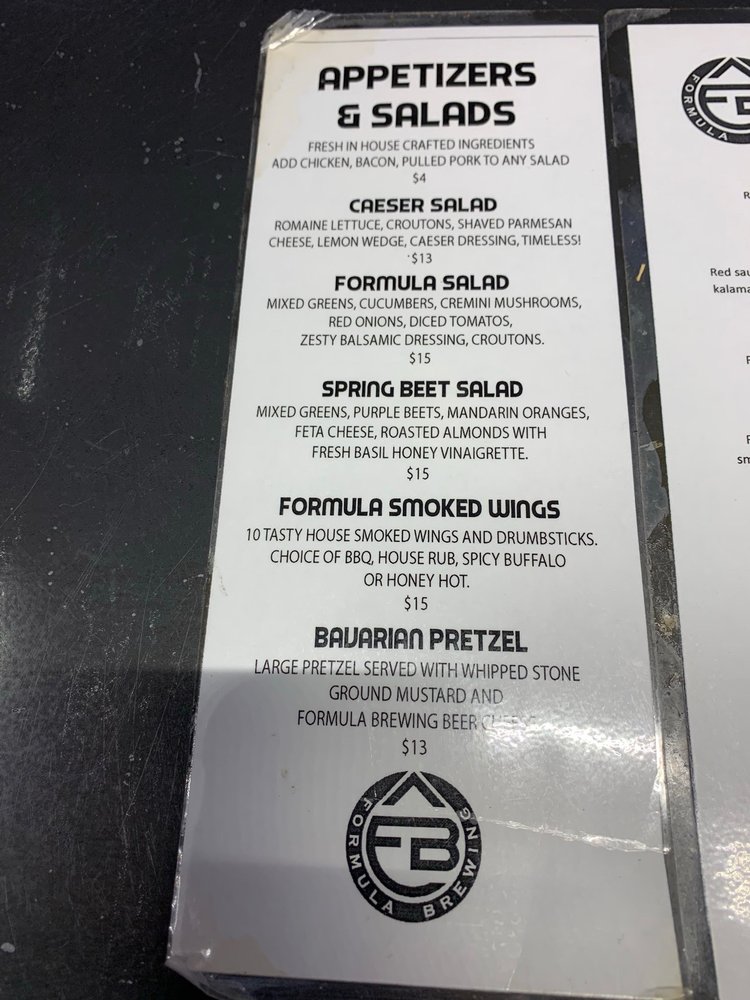 APPETIZERS
& SALADS
FRESH IN HOUSE CRAFTED INGREDIENTS
ADD CHICKEN, BACON, PULLED PORK TO ANY SALAD
$4
CAESER SALAD
ROMAINE LETTUCE, CROUTONS, SHAVED PARMESAN
CHEESE, LEMON WEDGE, CAESER DRESSING, TIMELESS!
$13
FORMULA SALAD
MIXED GREENS, CUCUMBERS, CREMINI MUSHROOMS,
RED ONIONS, DICED TOMATOS,
ZESTY BALSAMIC DRESSING, CROUTONS.
$15
SPRING BEET SALAD
MIXED GREENS, PURPLE BEETS, MANDARIN ORANGES,
FETA CHEESE, ROASTED ALMONDS WITH
FRESH BASIL HONEY VINAIGRETTE.
$15
FORMULA SMOKED WINGS
10 TASTY HOUSE SMOKED WINGS AND DRUMBSTICKS.
CHOICE OF BBQ, HOUSE RUB, SPICY BUFFALO
OR HONEY HOT.
$15
BAVARIAN PRETZEL
LARGE PRETZEL SERVED WITH WHIPPED STONE
GROUND MUSTARD AND
FORMULA BREWING BEER CHEESE
$13
FB
FORMULA BREWING
FORMULA
Red